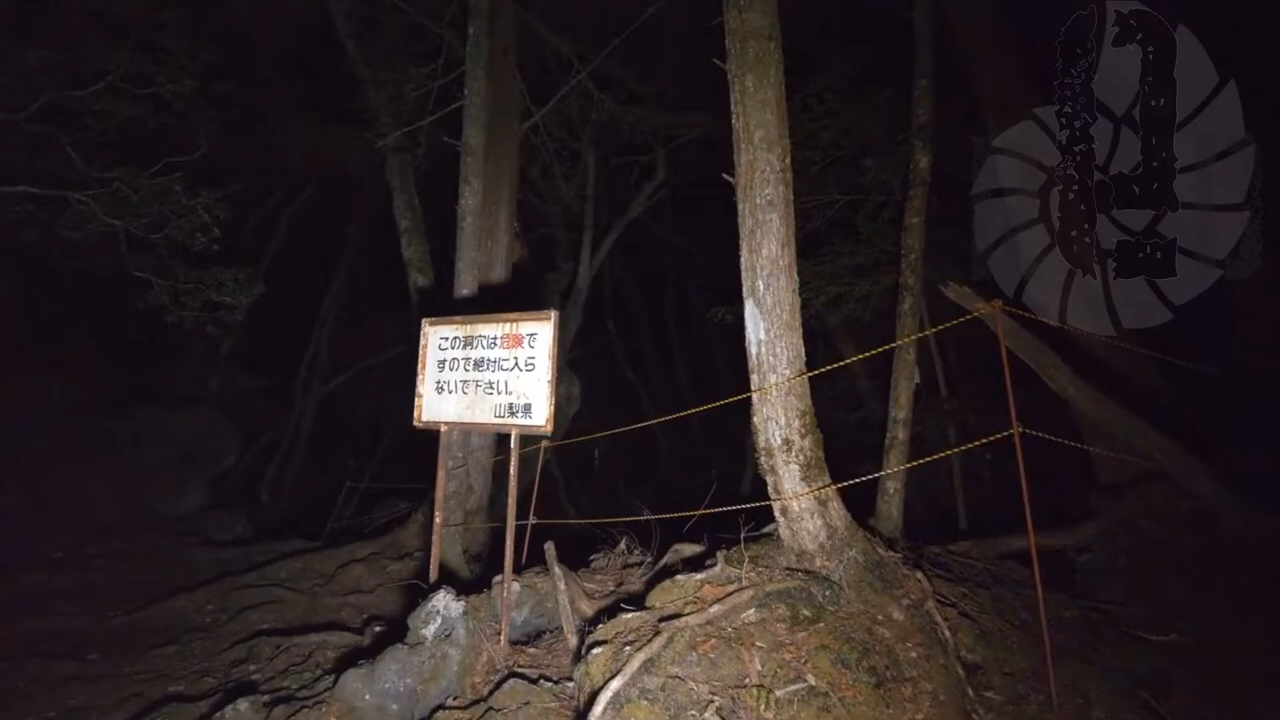 この洞穴は危険で
すので絶対に入ら
ないで下さい。
山梨県